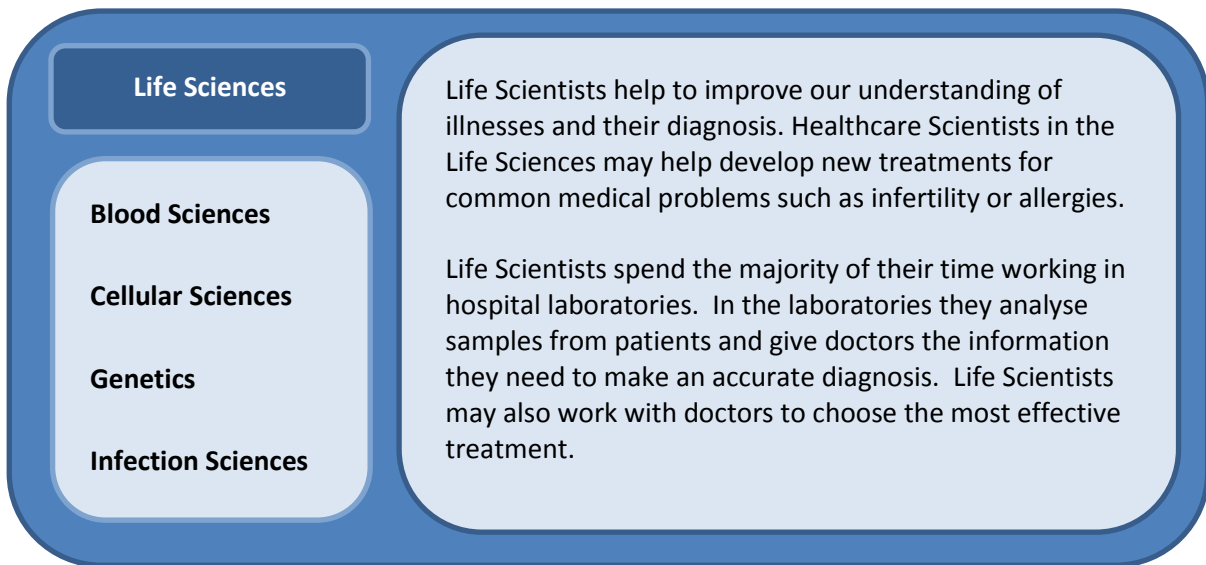 Life Sciences
Blood Sciences
Cellular Sciences
Genetics
Infection Sciences
Life Scientists help to improve our understanding of
illnesses and their diagnosis. Healthcare Scientists in the
Life Sciences may help develop new treatments for
common medical problems such as infertility or allergies.
Life Scientists spend the majority of their time working in
hospital laboratories.  In the laboratories they analyse
samples from patients and give doctors the information
they need to make an accurate diagnosis.  Life Scientists
may also work with doctors to choose the most effective
treatment.